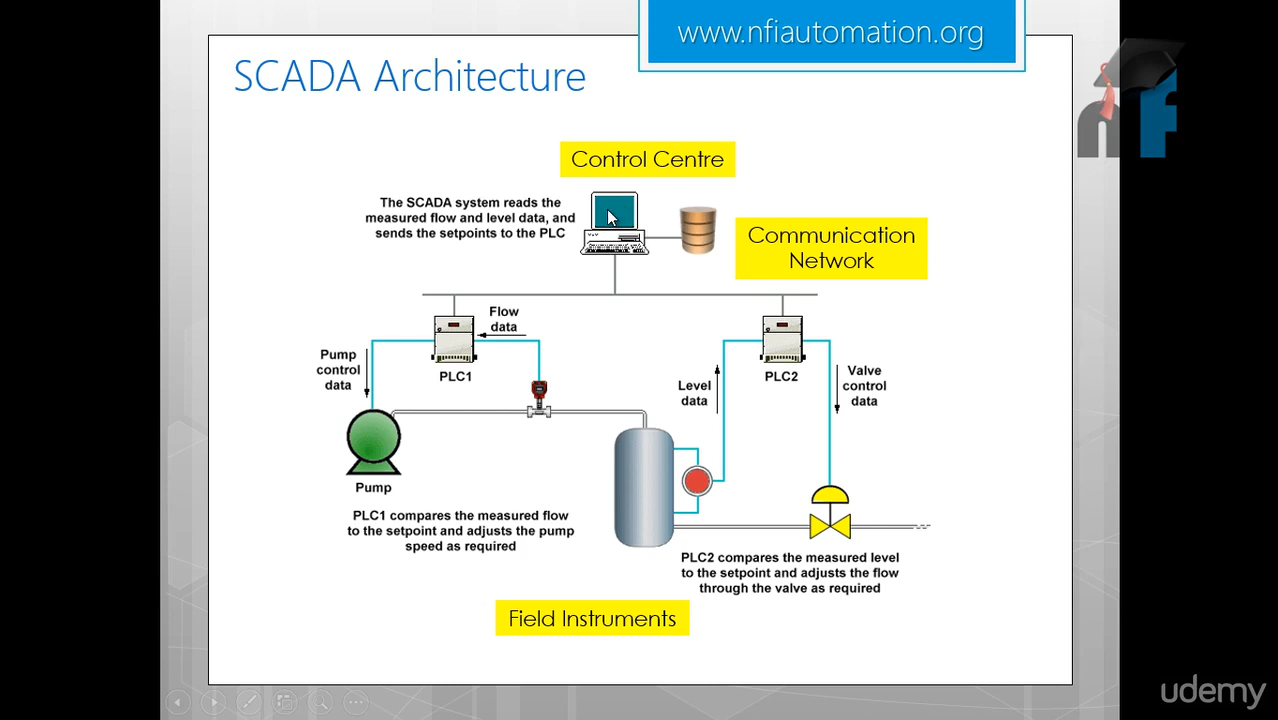 www.nfiautomation.org
SCADA Architecture
nf
Control Centre
The SCADA system reads the
measured flow and level data, and
sends the setpoints to the PLC
Communication
Network
Flow
data
Pump
control
data
PLC1
Level
data
PLC2
Valve
control
data
Pump
PLC1 compares the measured flow
to the setpoint and adjusts the pump
speed as required
PLC2 compares the measured level
to the setpoint and adjusts the flow
through the valve as required
Field Instruments
udemy